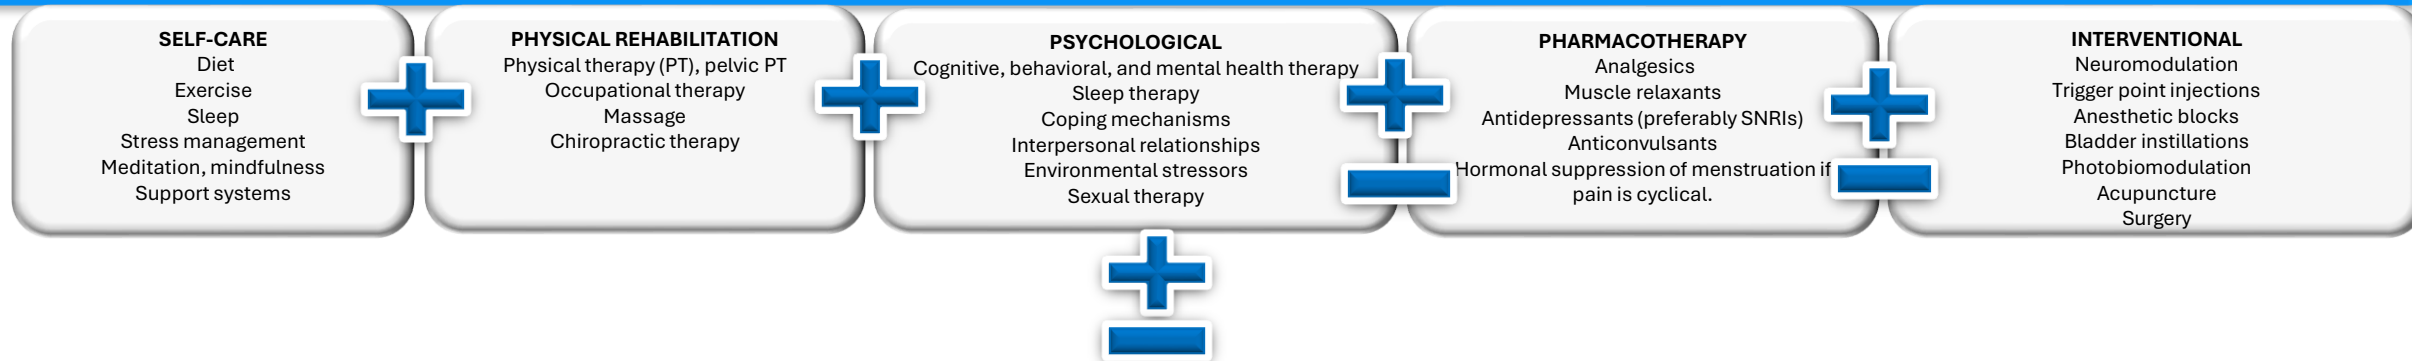 SELF-CARE
Diet
Exercise
Sleep
Stress management
Meditation, mindfulness
Support systems
PHYSICAL REHABILITATION
Physical therapy (PT), pelvic PT
Occupational therapy
Massage
Chiropractic therapy
PSYCHOLOGICAL
Cognitive, behavioral, and mental health therapy
Sleep therapy
Coping mechanisms
Interpersonal relationships
Environmental stressors
Sexual therapy
PHARMACOTHERAPY
Analgesics
Muscle relaxants
Antidepressants (preferably SNRIs)
Anticonvulsants
Hormonal suppression of menstruation if
pain is cyclical.
INTERVENTIONAL
Neuromodulation
Trigger point injections
Anesthetic blocks
Bladder instillations
Photobiomodulation
Acupuncture
Surgery